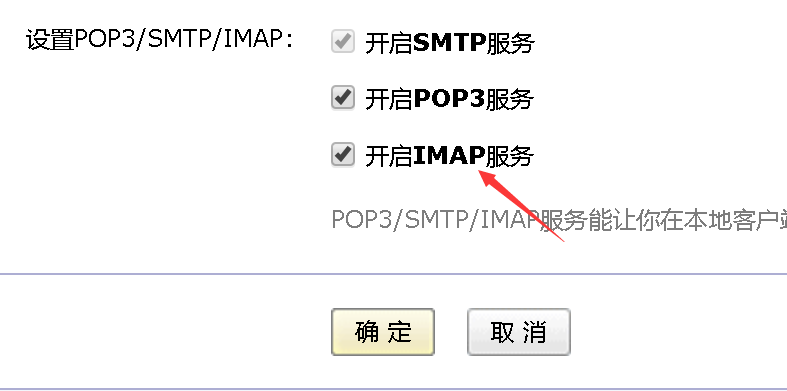 设置POP3/SMTP/IMAP：
开启SMTP服务
开启POP3服务
开启IMAP服务
POP3/SMTP/IMAP服务能让你在本地客户端
确 定
取 消